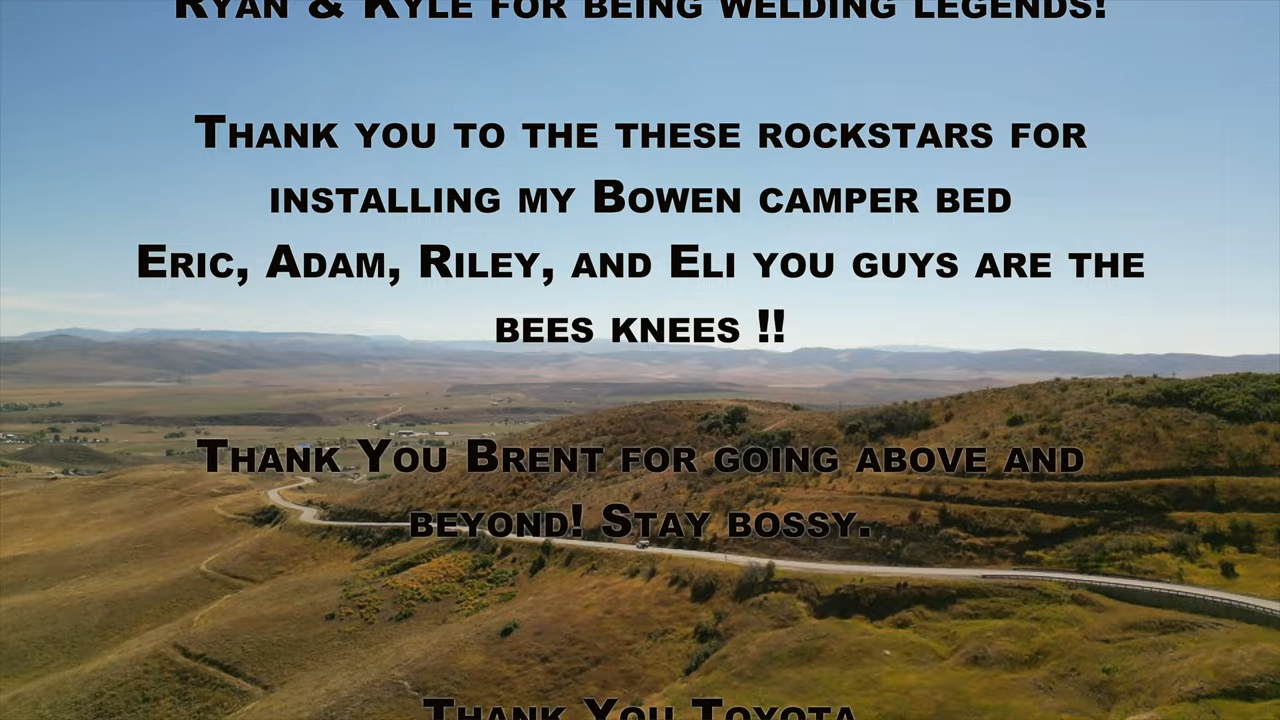 Ryan & Kyle for being welding legends!
Thank you to the these rockstars for
installing my Bowen camper bed
Eric, Adam, Riley, and Eli you guys are the
bees knees !!
Thank You Brent for going above and
beyond! Stay bossy.
Thank You Toyota